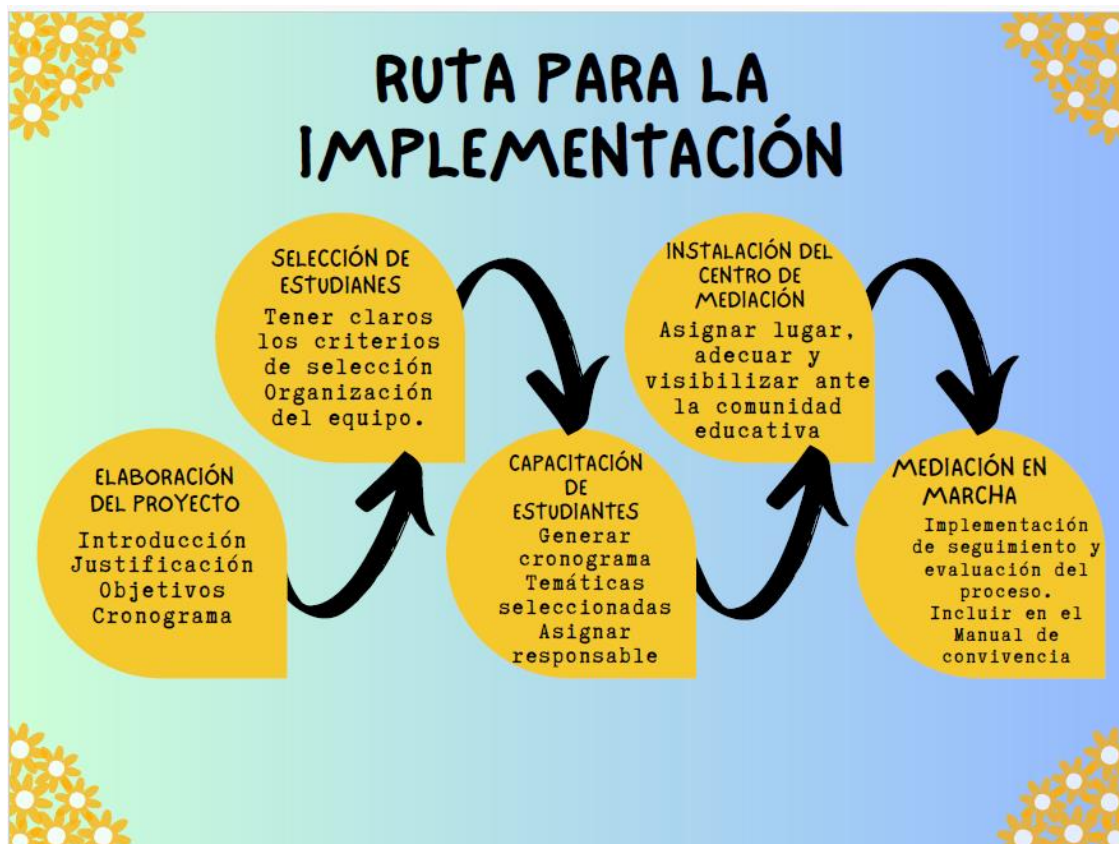 RUTA PARA LA
IMPLEMENTACIÓN
ELABORACIÓN
DEL PROYECTO
Introducción
Justificación
Objetivos
Cronograma
SELECCIÓN DE
ESTUDIANES
Tener claros
los criterios
de selección
Organización
del equipo.
CAPACITACIÓN
DE
ESTUDIANTES
Generar
cronograma
Temáticas
seleccionadas
Asignar
responsable
INSTALACIÓN DEL
CENTRO DE
MEDIACIÓN
Asignar lugar,
adecuar y
visibilizar ante
la comunidad
educativa
MEDIACIÓN EN
MARCHA
Implementación
de seguimiento y
evaluación del
proceso.
Incluir en el
Manual de
convivencia